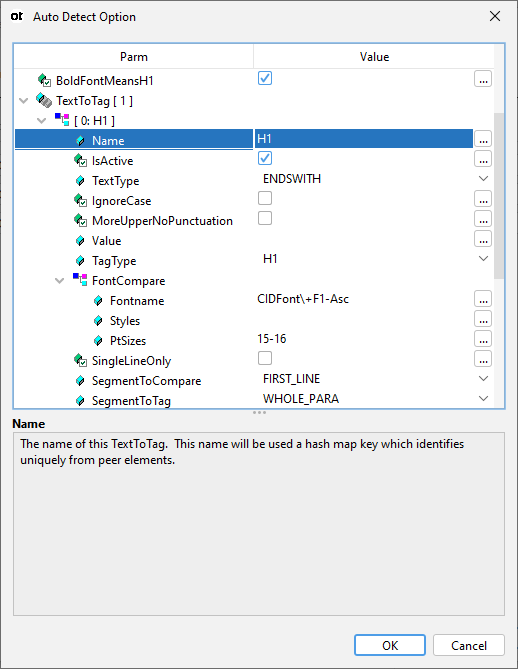 ot Auto Detect Option
Parm Value
BoldFontMeansH1 ...
TextToTag [ 1 ]
[ 0: H1 ]
Name H1 ...
IsActive ...
TextType ENDSWITH
IgnoreCase ...
MoreUpperNoPunctuation ...
Value ...
TagType H1
FontCompare
Fontname CIDFont\+F1-Asc ...
Styles ...
PtSizes 15-16 ...
SingleLineOnly ...
SegmentToCompare FIRST_LINE
SegmentToTag WHOLE_PARA
Name
The name of this TextToTag. This name will be used a hash map key which identifies
uniquely from peer elements.
OK Cancel